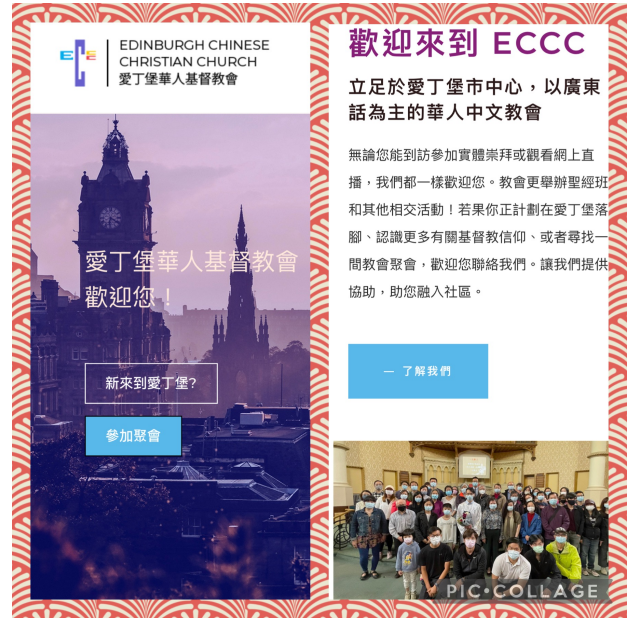 EDINBURGH CHINESE
CHRISTIAN CHURCH
愛丁堡華人基督教會
愛丁堡華人基督教會
歡迎您！
新來到愛丁堡?
參加聚會
歡迎來到 ECCC
立足於愛丁堡市中心，以廣東
話為主的華人中文教會
無論您能到訪參加實體崇拜或觀看網上直
播，我們都一樣歡迎您。教會更舉辦聖經班
和其他相交活動！若果你正計劃在愛丁堡落
腳、認識更多有關基督教信仰、或者尋找一
間教會聚會，歡迎您聯絡我們。讓我們提供
協助，助您融入社區。
— 了解我們
PIC•COLLAGE